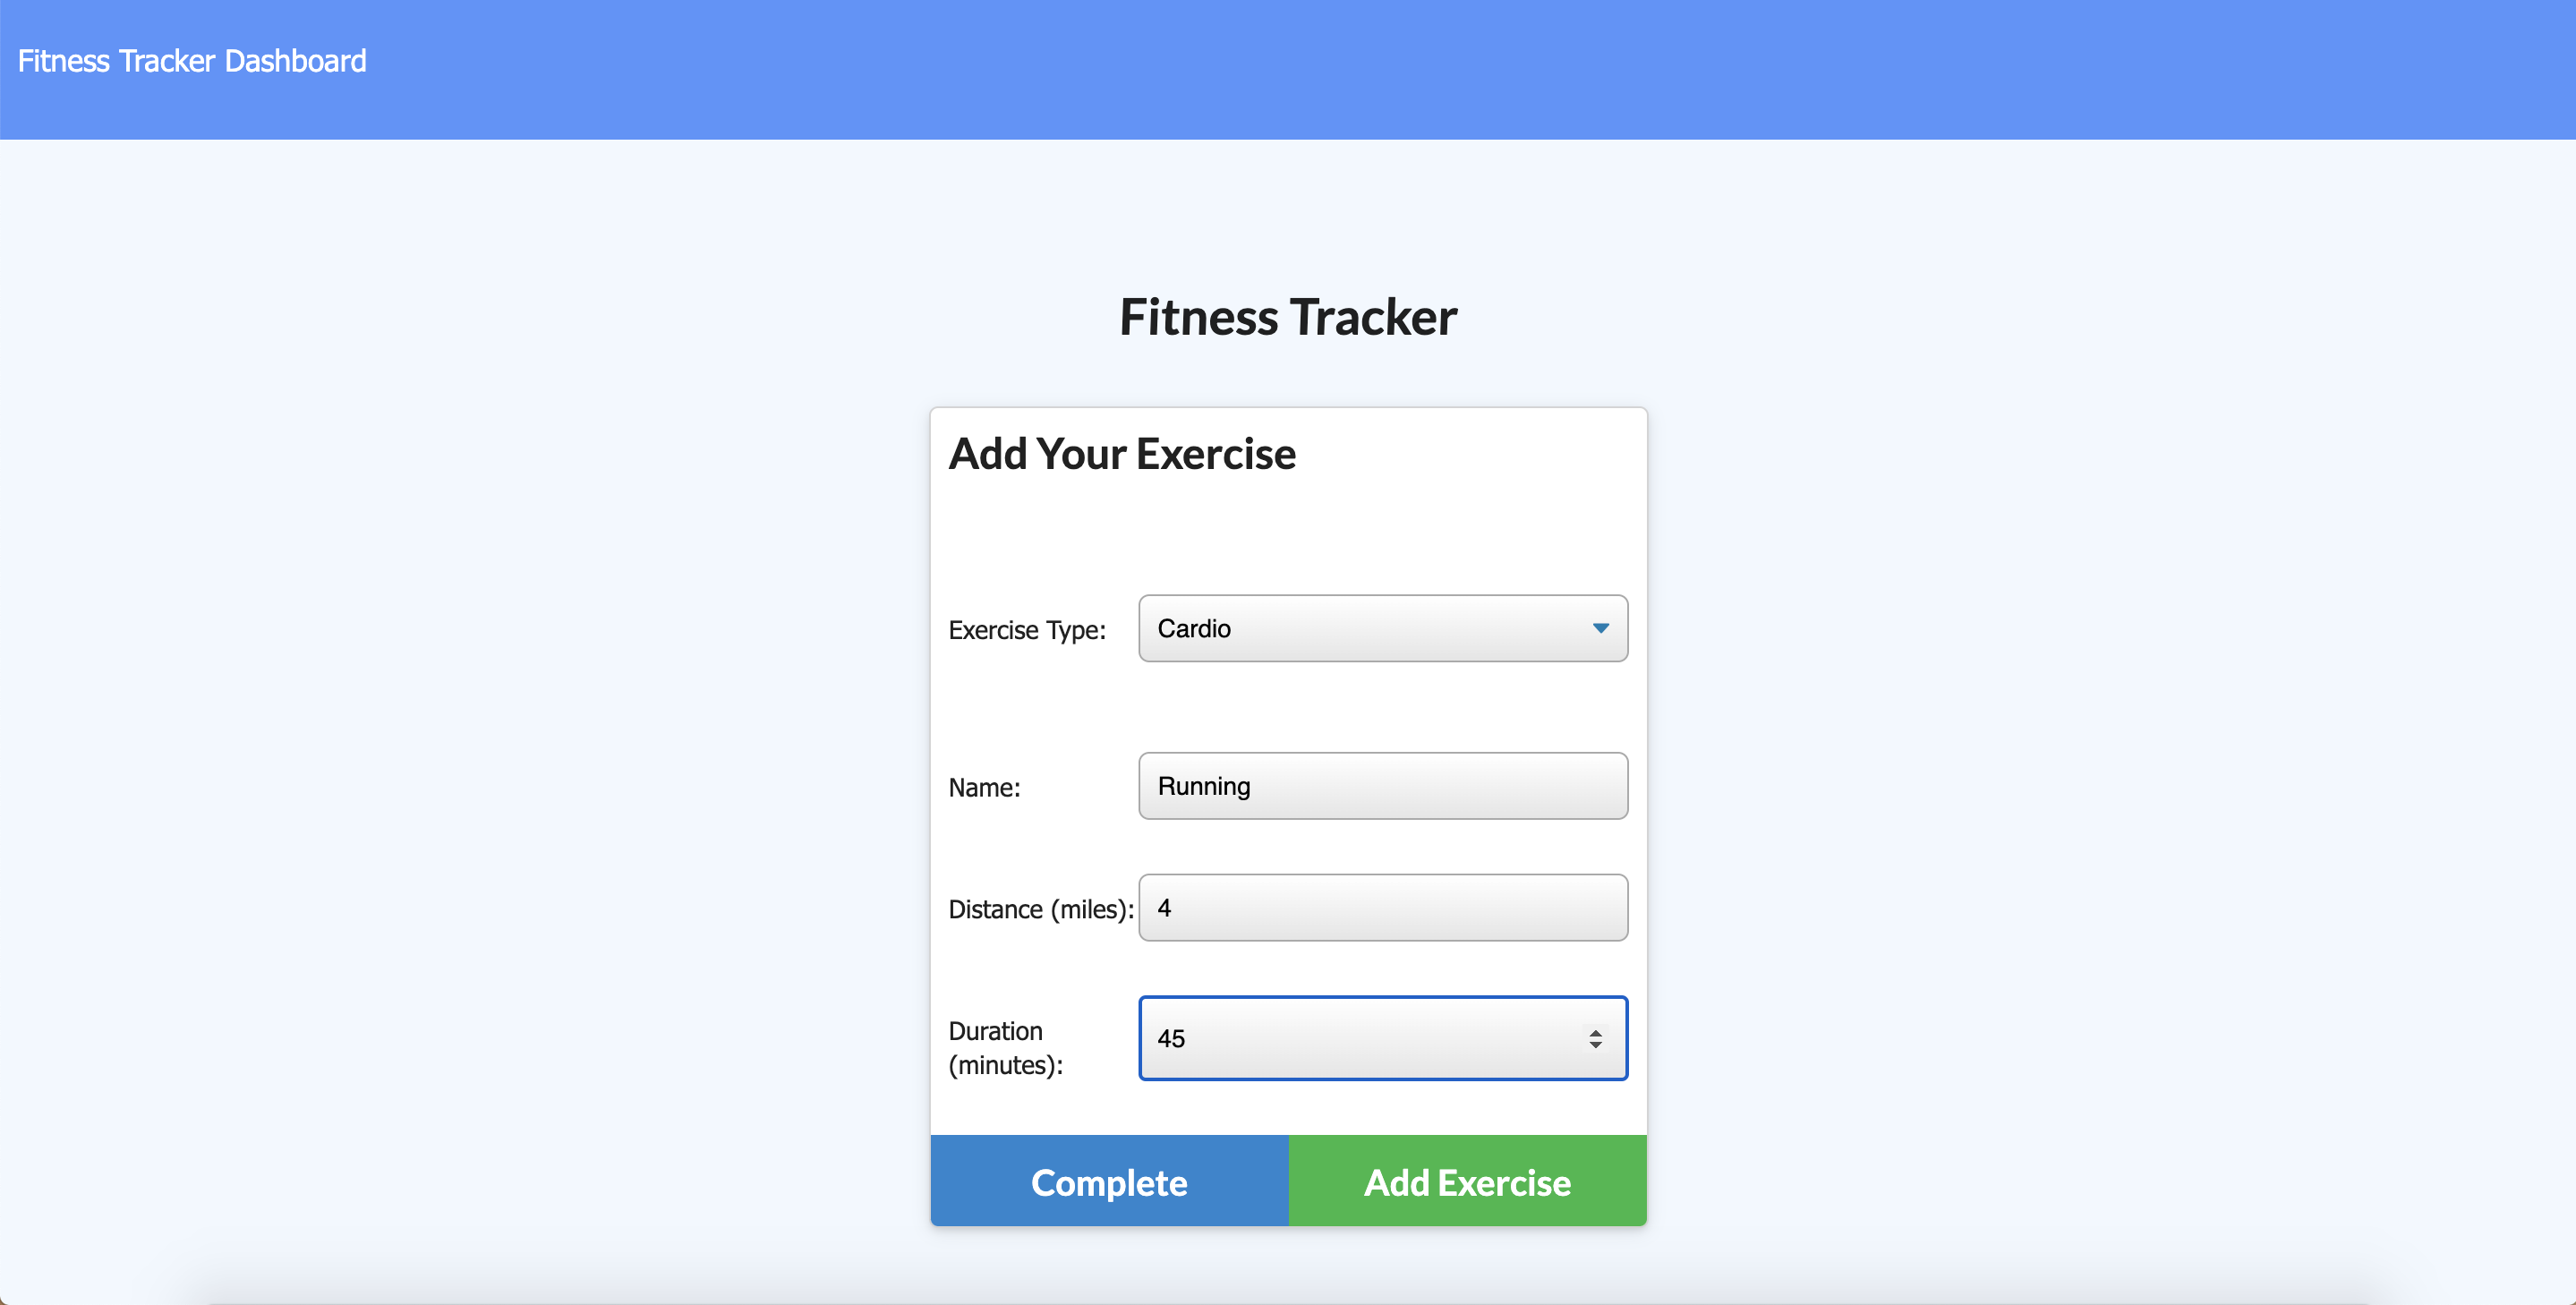 Fitness Tracker Dashboard
Fitness Tracker
Add Your Exercise
Exercise Type: Cardio
Name: Running
Distance (miles): 4
Duration
(minutes): 45
Complete Add Exercise